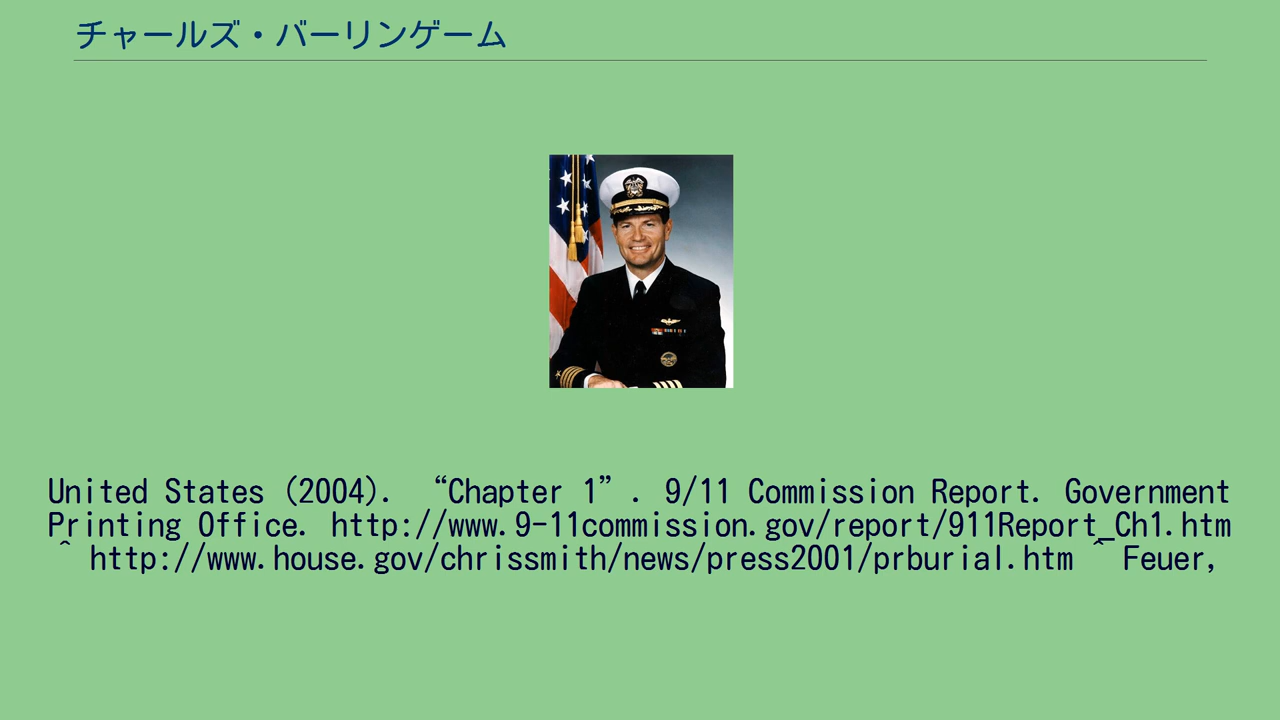 チャールズ・バーリンゲーム
United States (2004). “Chapter 1”. 9/11 Commission Report. Government
Printing Office. http://www.9-11commission.gov/report/911Report_Ch1.htm
^ http://www.house.gov/chrissmith/news/press2001/prburial.htm ^ Feuer,